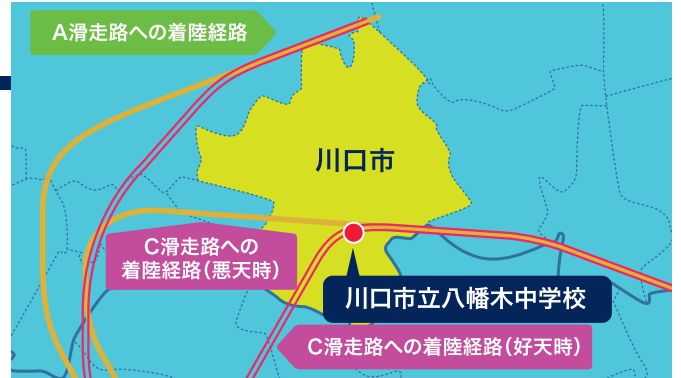 A滑走路への着陸経路
川口市
C滑走路への
着陸経路(悪天時)
川口市立八幡木中学校
C滑走路への着陸経路(好天時)